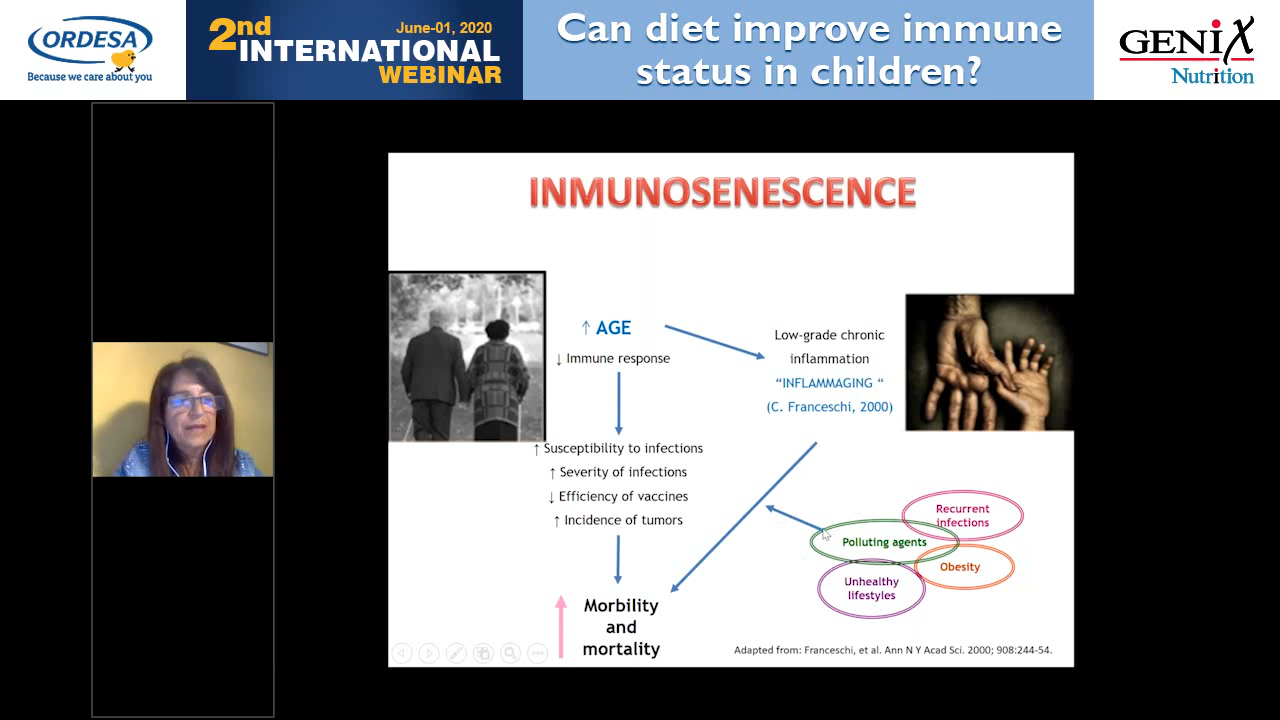 ORDESA
Because we care about you
2nd
June-01, 2020
INTERNATIONAL
WEBINAR
Can diet improve immune
status in children?
GENiX
Nutrition
INMUNOSENESCENCE
↑ AGE
↓ Immune response
Low-grade chronic
inflammation
“INFLAMMAGING “
(C. Franceschi, 2000)
↑ Susceptibility to infections
↑ Severity of infections
↓ Efficiency of vaccines
↑ Incidence of tumors
Recurrent
infections
Polluting agents
Obesity
Unhealthy
lifestyles
Morbility
and
mortality
Adapted from: Franceschi, et al. Ann N Y Acad Sci. 2000; 908:244-54.